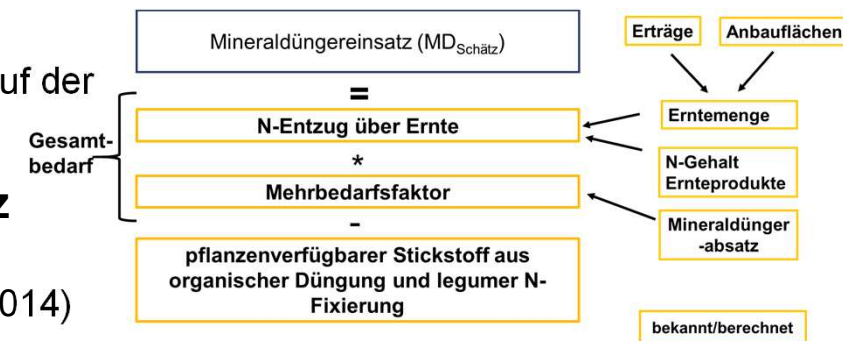 uf der
z
014)
Gesamt-
bedarf
Mineraldüngereinsatz (MDSchätz)
=
N-Entzug über Ernte
*
Mehrbedarfsfaktor
-
pflanzenverfügbarer Stickstoff aus
organischer Düngung und legumer N-
Fixierung
Erträge
Anbauflächen
Erntemenge
N-Gehalt
Ernteprodukte
Mineraldünger
-absatz
bekannt/berechnet